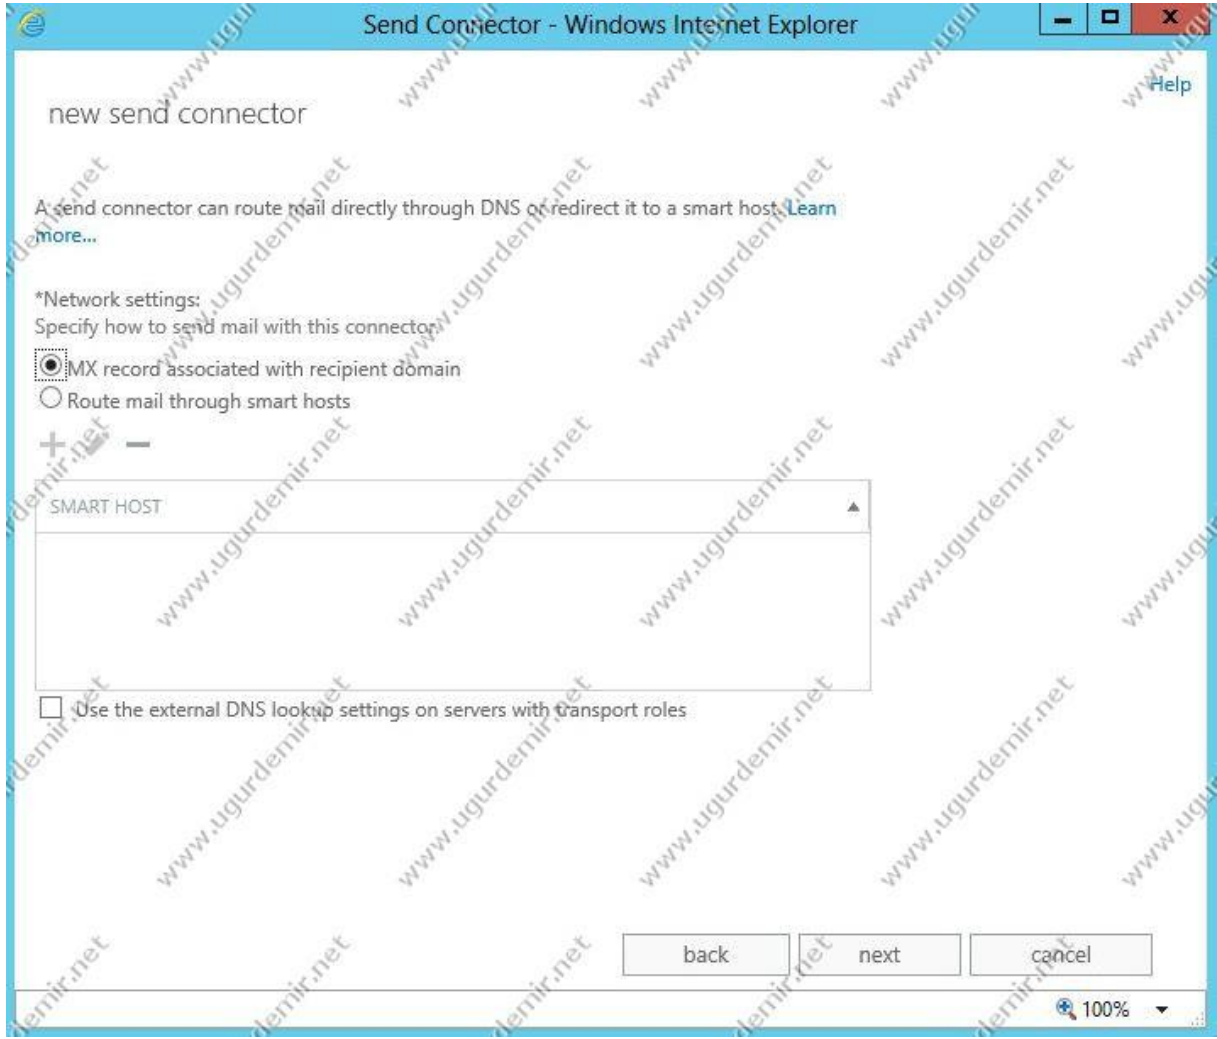 Send Connector - Windows Internet Explorer
Help
new send connector
A send connector can route mail directly through DNS or redirect it to a smart host. Learn
more...
*Network settings:
Specify how to send mail with this connector.
MX record associated with recipient domain
Route mail through smart hosts
SMART HOST
Use the external DNS lookup settings on servers with transport roles
back next cancel
100%
www.ugurdemir.net